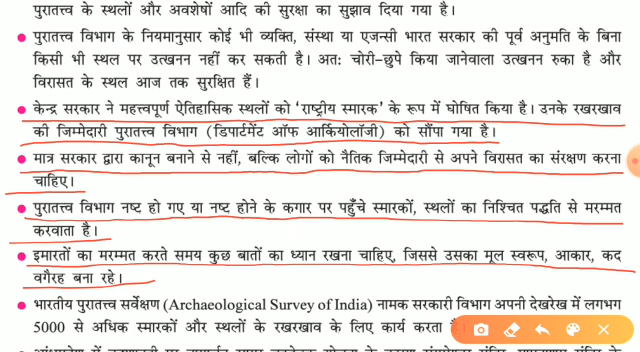 पुरातत्त्व के स्थलों और अवशेषों आदि की सुरक्षा का सुझाव दिया गया है।
● पुरातत्त्व विभाग के नियमानुसार कोई भी व्यक्ति, संस्था या एजन्सी भारत सरकार की पूर्व अनुमति के बिना
किसी भी स्थल पर उत्खनन नहीं कर सकती है। अत: चोरी-छुपे किया जानेवाला उत्खनन रुका है और
विरासत के स्थल आज तक सुरक्षित हैं।
● केन्द्र सरकार ने महत्त्वपूर्ण ऐतिहासिक स्थलों को 'राष्ट्रीय स्मारक' के रूप में घोषित किया है। उनके रखरखाव
की जिम्मेदारी पुरातत्त्व विभाग (डिपार्टमेंट ऑफ आर्कियोलॉजी) को सौंपा गया है।
● मात्र सरकार द्वारा कानून बनाने से नहीं, बल्कि लोगों को नैतिक जिम्मेदारी से अपने विरासत का संरक्षण करना
चाहिए।
● पुरातत्त्व विभाग नष्ट हो गए या नष्ट होने के कगार पर पहुँचे स्मारकों, स्थलों का निश्चित पद्धति से मरम्मत
करवाता है।
● इमारतों का मरम्मत करते समय कुछ बातों का ध्यान रखना चाहिए, जिससे उसका मूल स्वरूप, आकार, कद
वगैरह बना रहे।
● भारतीय पुरातत्त्व सर्वेक्षण (Archaeological Survey of India) नामक सरकारी विभाग अपनी देखरेख में लगभग
5000 से अधिक स्मारकों और स्थलों के रखरखाव के लिए कार्य करता